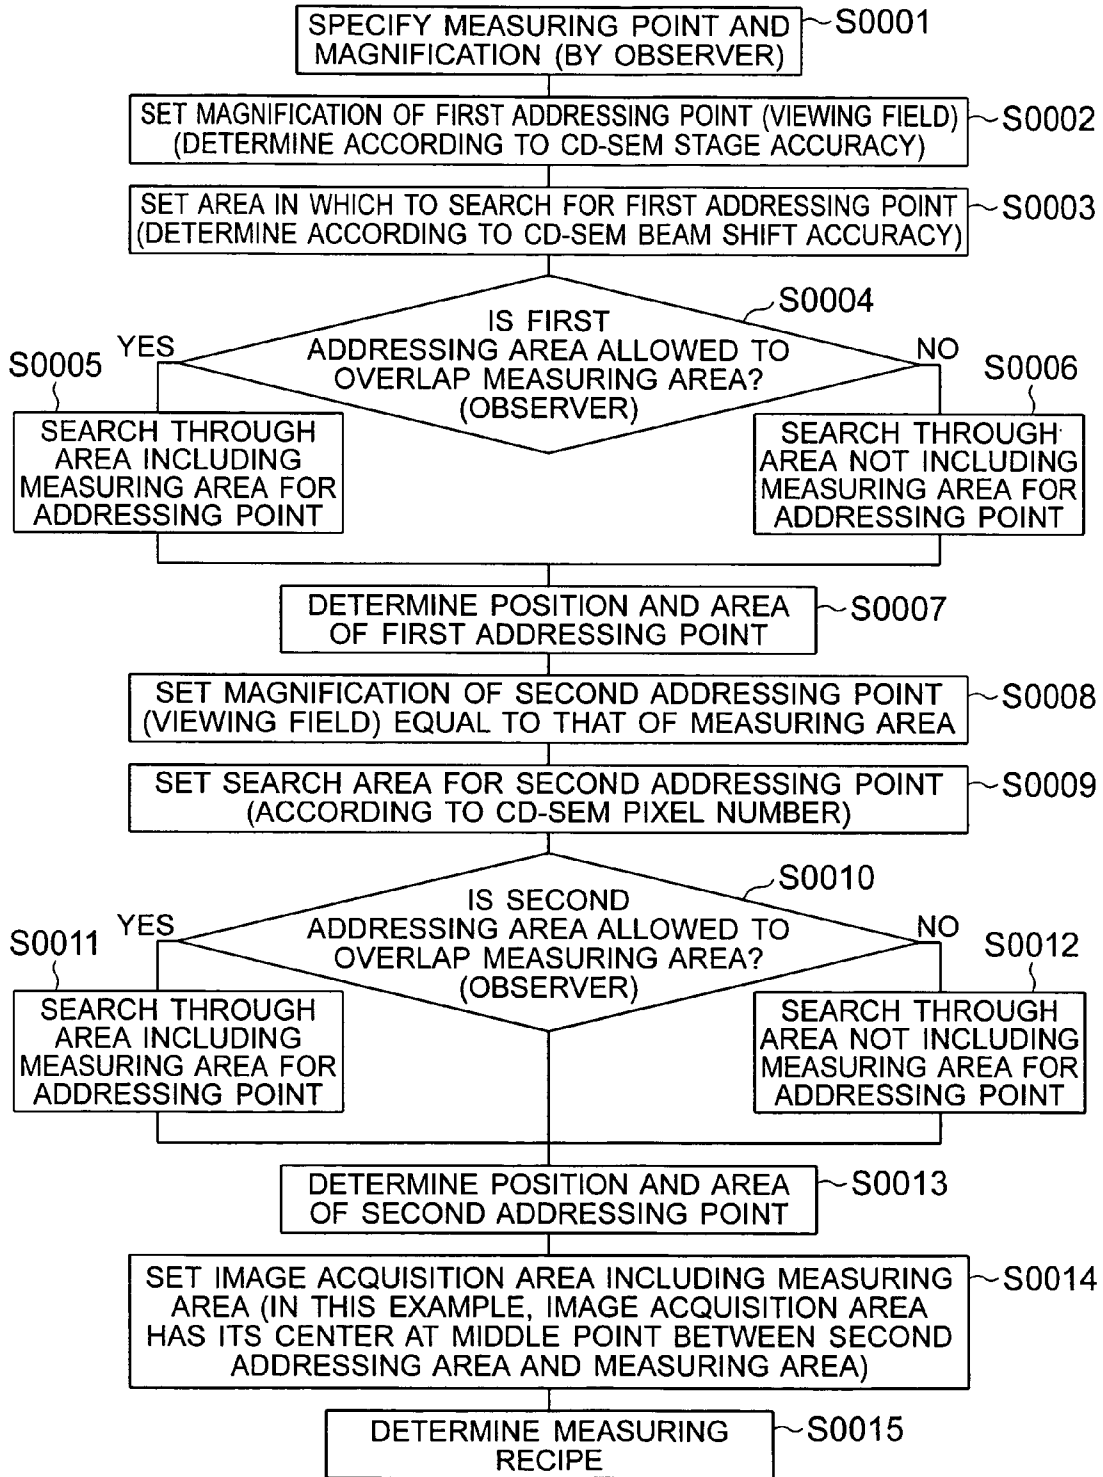 SPECIFY MEASURING POINT AND
MAGNIFICATION (BY OBSERVER)
S0001
SET MAGNIFICATION OF FIRST ADDRESSING POINT (VIEWING FIELD)
(DETERMINE ACCORDING TO CD-SEM STAGE ACCURACY)
S0002
SET AREA IN WHICH TO SEARCH FOR FIRST ADDRESSING POINT
(DETERMINE ACCORDING TO CD-SEM BEAM SHIFT ACCURACY)
S0003
IS FIRST
ADDRESSING AREA ALLOWED TO
OVERLAP MEASURING AREA?
(OBSERVER)
S0004
YES
NO
S0005
SEARCH THROUGH
AREA INCLUDING
MEASURING AREA FOR
ADDRESSING POINT
S0006
SEARCH THROUGH
AREA NOT INCLUDING
MEASURING AREA FOR
ADDRESSING POINT
DETERMINE POSITION AND AREA
OF FIRST ADDRESSING POINT
S0007
SET MAGNIFICATION OF SECOND ADDRESSING POINT
(VIEWING FIELD) EQUAL TO THAT OF MEASURING AREA
S0008
SET SEARCH AREA FOR SECOND ADDRESSING POINT
(ACCORDING TO CD-SEM PIXEL NUMBER)
S0009
IS SECOND
ADDRESSING AREA ALLOWED TO
OVERLAP MEASURING AREA?
(OBSERVER)
S0010
YES
NO
S0011
SEARCH THROUGH
AREA INCLUDING
MEASURING AREA FOR
ADDRESSING POINT
S0012
SEARCH THROUGH
AREA NOT INCLUDING
MEASURING AREA FOR
ADDRESSING POINT
DETERMINE POSITION AND AREA
OF SECOND ADDRESSING POINT
S0013
SET IMAGE ACQUISITION AREA INCLUDING MEASURING
AREA (IN THIS EXAMPLE, IMAGE ACQUISITION AREA
HAS ITS CENTER AT MIDDLE POINT BETWEEN SECOND
ADDRESSING AREA AND MEASURING AREA)
S0014
DETERMINE MEASURING
RECIPE
S0015